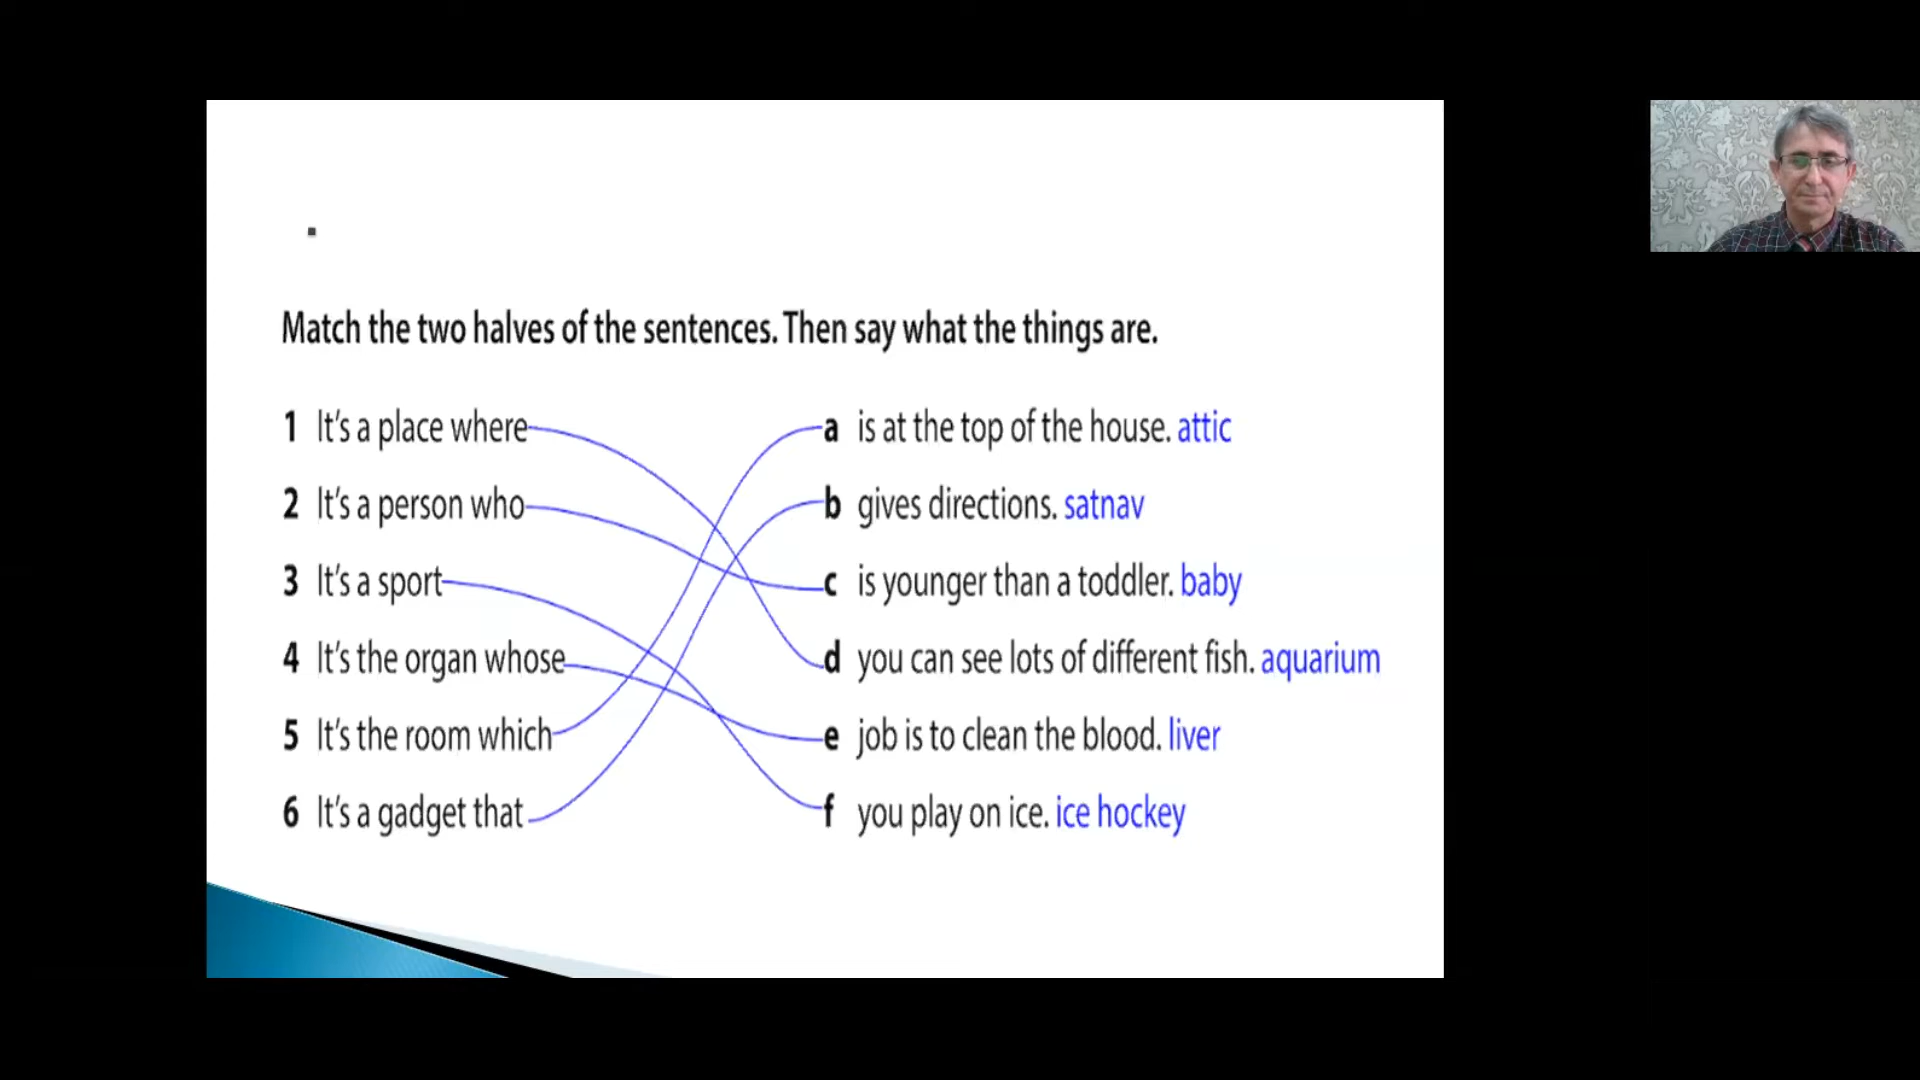 Match the two halves of the sentences. Then say what the things are.
1 It's a place where
2 It's a person who
3 It's a sport
4 It's the organ whose
5 It's the room which
6 It's a gadget that
a is at the top of the house. attic
b gives directions. satnav
c is younger than a toddler. baby
d you can see lots of different fish. aquarium
e job is to clean the blood. liver
f you play on ice. ice hockey